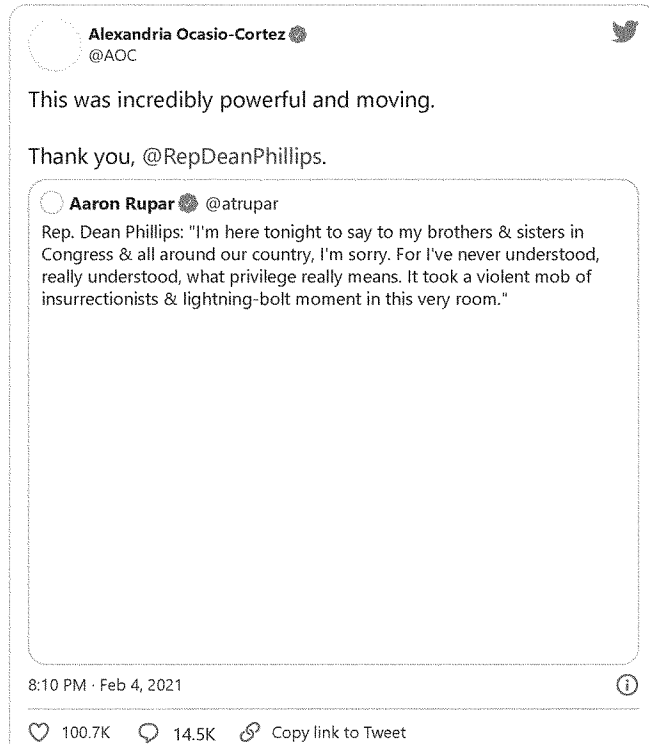 Alexandria Ocasio-Cortez
@AOC
This was incredibly powerful and moving.
Thank you, @RepDeanPhillips.
Aaron Rupar @atrupar
Rep. Dean Phillips: "I'm here tonight to say to my brothers & sisters in
Congress & all around our country, I'm sorry. For I've never understood,
really understood, what privilege really means. It took a violent mob of
insurrectionists & lightning-bolt moment in this very room."
8:10 PM · Feb 4, 2021
100.7K 14.5K Copy link to Tweet